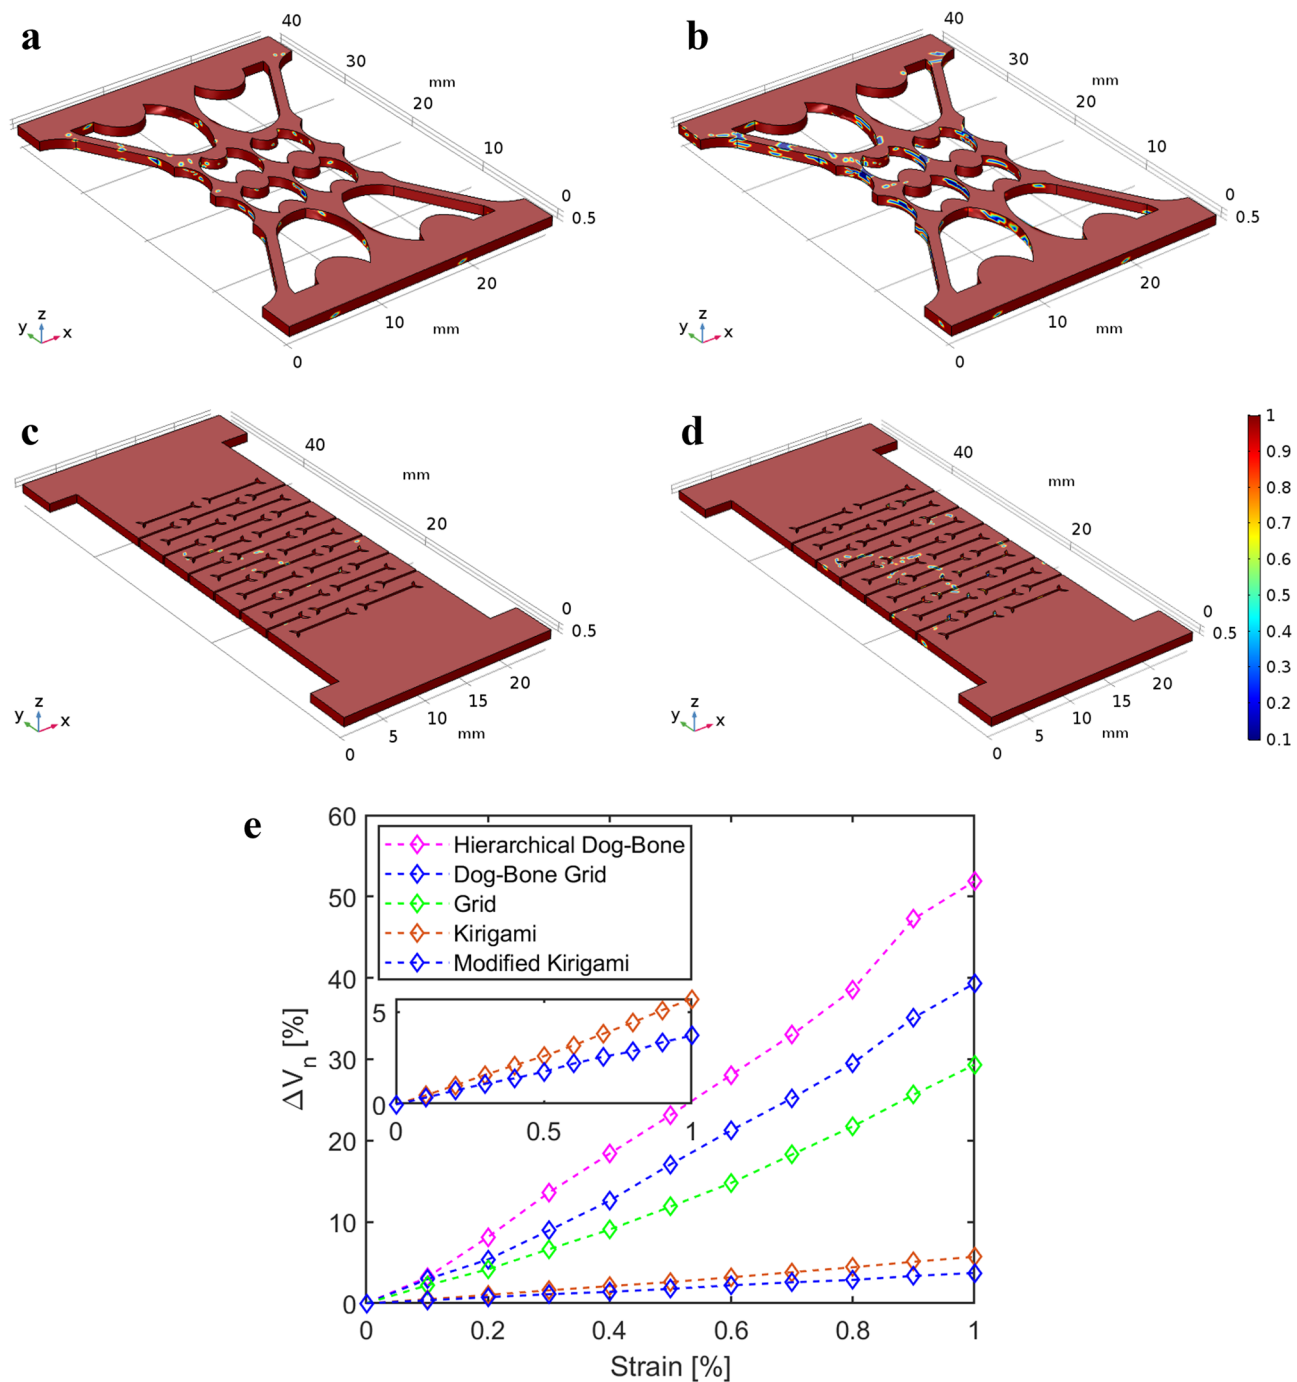 a
40
30
mm
20
10
0
0.5
20
10
mm
0
y z x
b
40
30
mm
20
10
0
0.5
20
10
mm
0
y z x
c
40
mm
20
0
0.5
20
15
10
mm
5
0
y z x
d
40
mm
20
0
0.5
20
15
10
mm
5
0
y z x
1
0.9
0.8
0.7
0.6
0.5
0.4
0.3
0.2
0.1
e
60
50
40
30
20
10
0
ΔVn [%]
Hierarchical Dog-Bone
Dog-Bone Grid
Grid
Kirigami
Modified Kirigami
5
0
0 0.5 1
0 0.2 0.4 0.6 0.8 1
Strain [%]